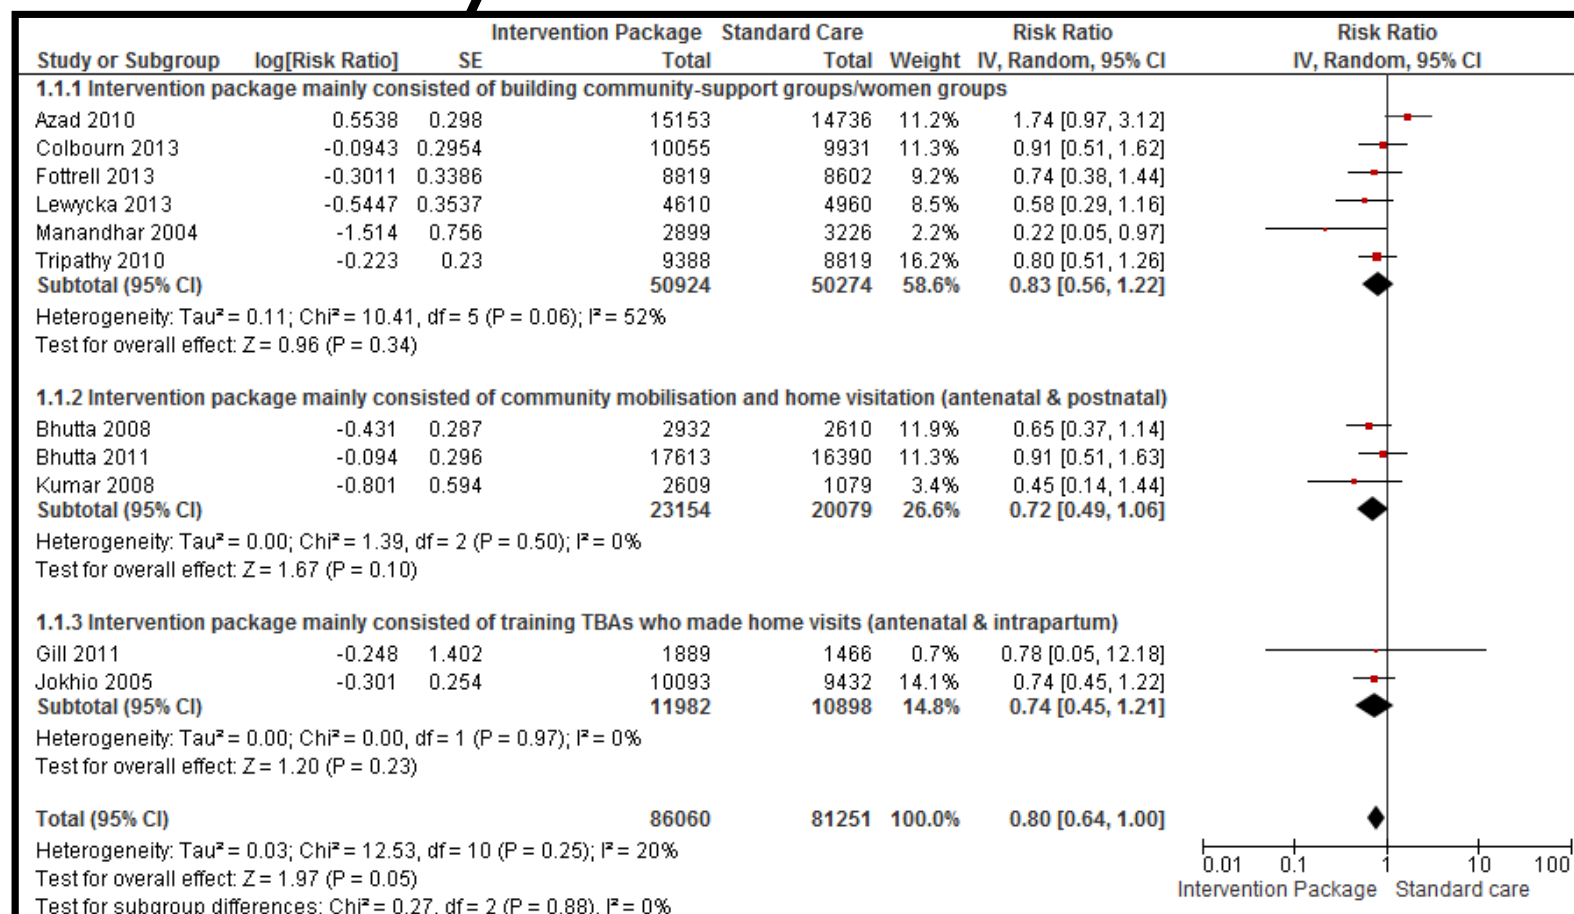 Intervention Package Standard Care Risk Ratio Risk Ratio
Study or Subgroup log[Risk Ratio] SE Total Total Weight IV, Random, 95% CI IV, Random, 95% CI
1.1.1 Intervention package mainly consisted of building community-support groups/women groups
Azad 2010 0.5538 0.298 15153 14736 11.2% 1.74 [0.97, 3.12]
Colbourn 2013 -0.0943 0.2954 10055 9931 11.3% 0.91 [0.51, 1.62]
Fottrell 2013 -0.3011 0.3386 8819 8602 9.2% 0.74 [0.38, 1.44]
Lewycka 2013 -0.5447 0.3537 4610 4960 8.5% 0.58 [0.29, 1.16]
Manandhar 2004 -1.514 0.756 2899 3226 2.2% 0.22 [0.05, 0.97]
Tripathy 2010 -0.223 0.23 9388 8819 16.2% 0.80 [0.51, 1.26]
Subtotal (95% CI) 50924 50274 58.6% 0.83 [0.56, 1.22]
Heterogeneity: Tau² = 0.11; Chi² = 10.41, df = 5 (P = 0.06); I² = 52%
Test for overall effect: Z = 0.96 (P = 0.34)
1.1.2 Intervention package mainly consisted of community mobilisation and home visitation (antenatal & postnatal)
Bhutta 2008 -0.431 0.287 2932 2610 11.9% 0.65 [0.37, 1.14]
Bhutta 2011 -0.094 0.296 17613 16390 11.3% 0.91 [0.51, 1.63]
Kumar 2008 -0.801 0.594 2609 1079 3.4% 0.45 [0.14, 1.44]
Subtotal (95% CI) 23154 20079 26.6% 0.72 [0.49, 1.06]
Heterogeneity: Tau² = 0.00; Chi² = 1.39, df = 2 (P = 0.50); I² = 0%
Test for overall effect: Z = 1.67 (P = 0.10)
1.1.3 Intervention package mainly consisted of training TBAs who made home visits (antenatal & intrapartum)
Gill 2011 -0.248 1.402 1889 1466 0.7% 0.78 [0.05, 12.18]
Jokhio 2005 -0.301 0.254 10093 9432 14.1% 0.74 [0.45, 1.22]
Subtotal (95% CI) 11982 10898 14.8% 0.74 [0.45, 1.21]
Heterogeneity: Tau² = 0.00; Chi² = 0.00, df = 1 (P = 0.97); I² = 0%
Test for overall effect: Z = 1.20 (P = 0.23)
Total (95% CI) 86060 81251 100.0% 0.80 [0.64, 1.00]
Heterogeneity: Tau² = 0.03; Chi² = 12.53, df = 10 (P = 0.25); I² = 20%
Test for overall effect: Z = 1.97 (P = 0.05)
Test for subgroup differences: Chi² = 0.27, df = 2 (P = 0.88), I² = 0%
0.01 0.1 1 10 100
Intervention Package Standard care